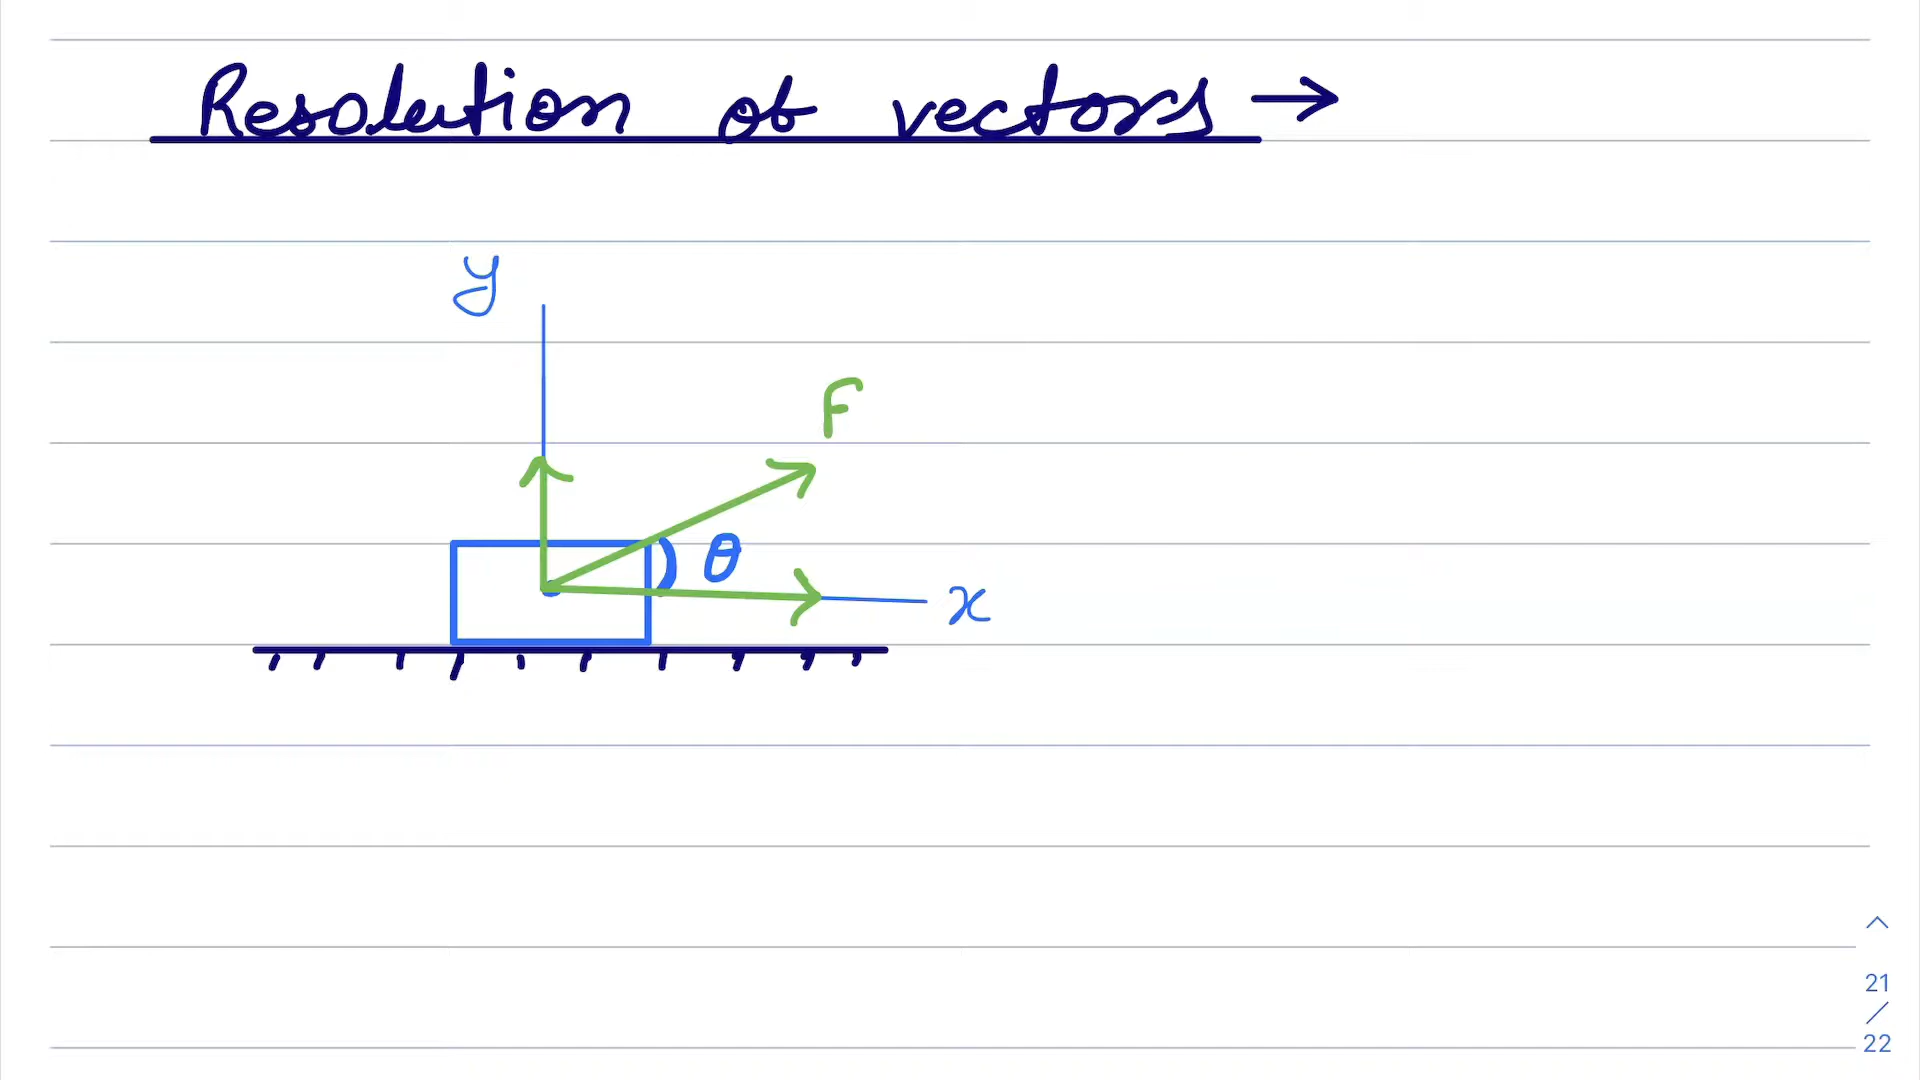 Resolution of vectors →
y
F
θ
x
21
/
22